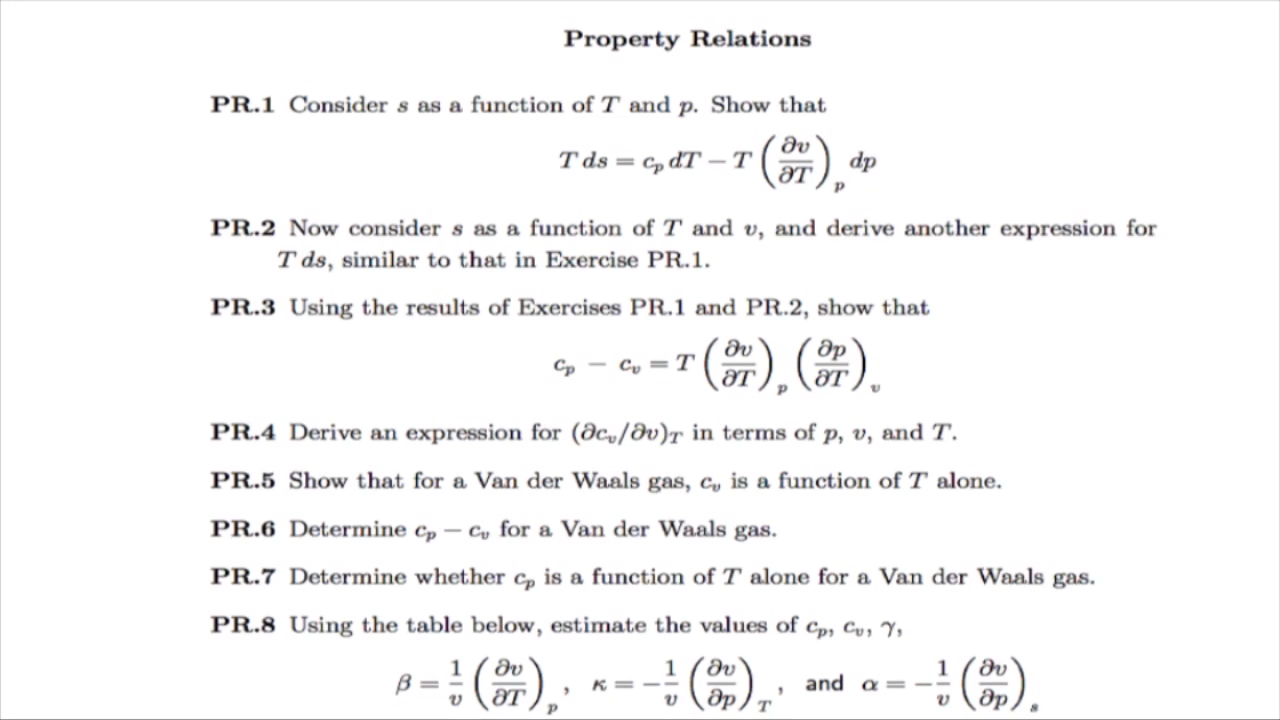 Property Relations
PR.1 Consider s as a function of T and p. Show that
T ds = c_p dT − T (∂v/∂T)_p dp
PR.2 Now consider s as a function of T and v, and derive another expression for
T ds, similar to that in Exercise PR.1.
PR.3 Using the results of Exercises PR.1 and PR.2, show that
c_p − c_v = T (∂v/∂T)_p (∂p/∂T)_v
PR.4 Derive an expression for (∂c_v/∂v)_T in terms of p, v, and T.
PR.5 Show that for a Van der Waals gas, c_v is a function of T alone.
PR.6 Determine c_p − c_v for a Van der Waals gas.
PR.7 Determine whether c_p is a function of T alone for a Van der Waals gas.
PR.8 Using the table below, estimate the values of c_p, c_v, γ,
β = 1/v (∂v/∂T)_p , κ = −1/v (∂v/∂p)_T , and α = −1/v (∂v/∂p)_s